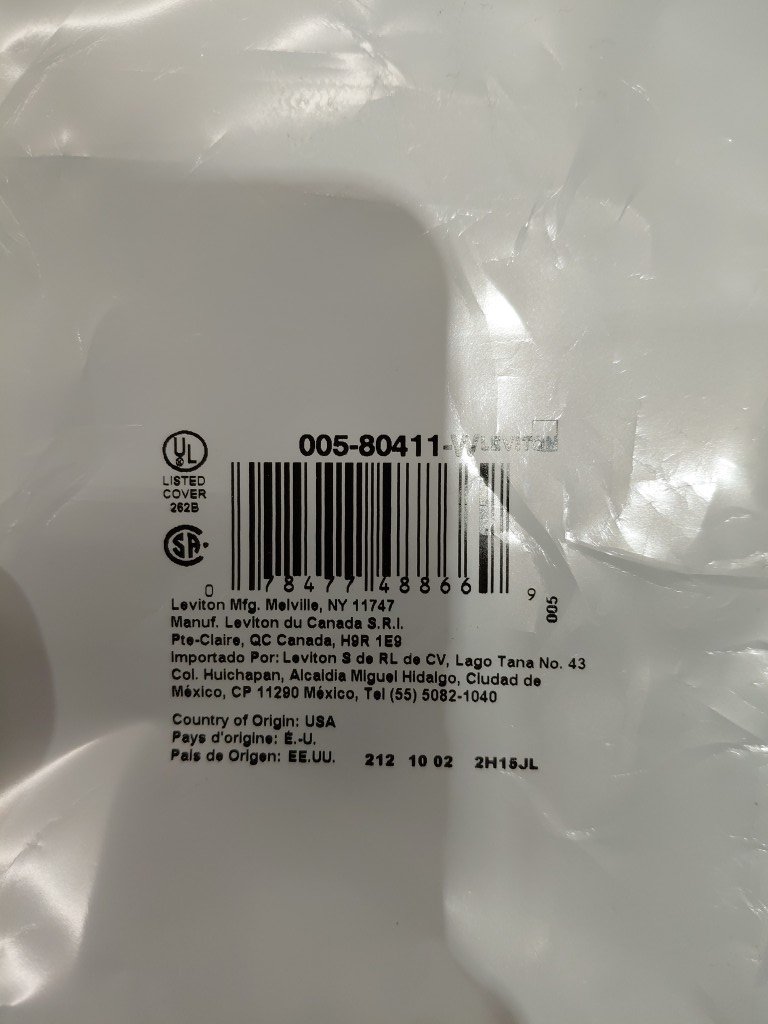 005-80411-W LEVITON
UL
LISTED
COVER
262B
SA
0 78477 48866 9
005
Leviton Mfg. Melville, NY 11747
Manuf. Leviton du Canada S.R.I.
Pte-Claire, QC Canada, H9R 1E9
Importado Por: Leviton S de RL de CV, Lago Tana No. 43
Col. Huichapan, Alcaldia Miguel Hidalgo, Ciudad de
México, CP 11290 México, Tel (55) 5082-1040
Country of Origin: USA
Pays d'origine: É.-U.
Pais de Origen: EE.UU. 212 10 02 2H15JL